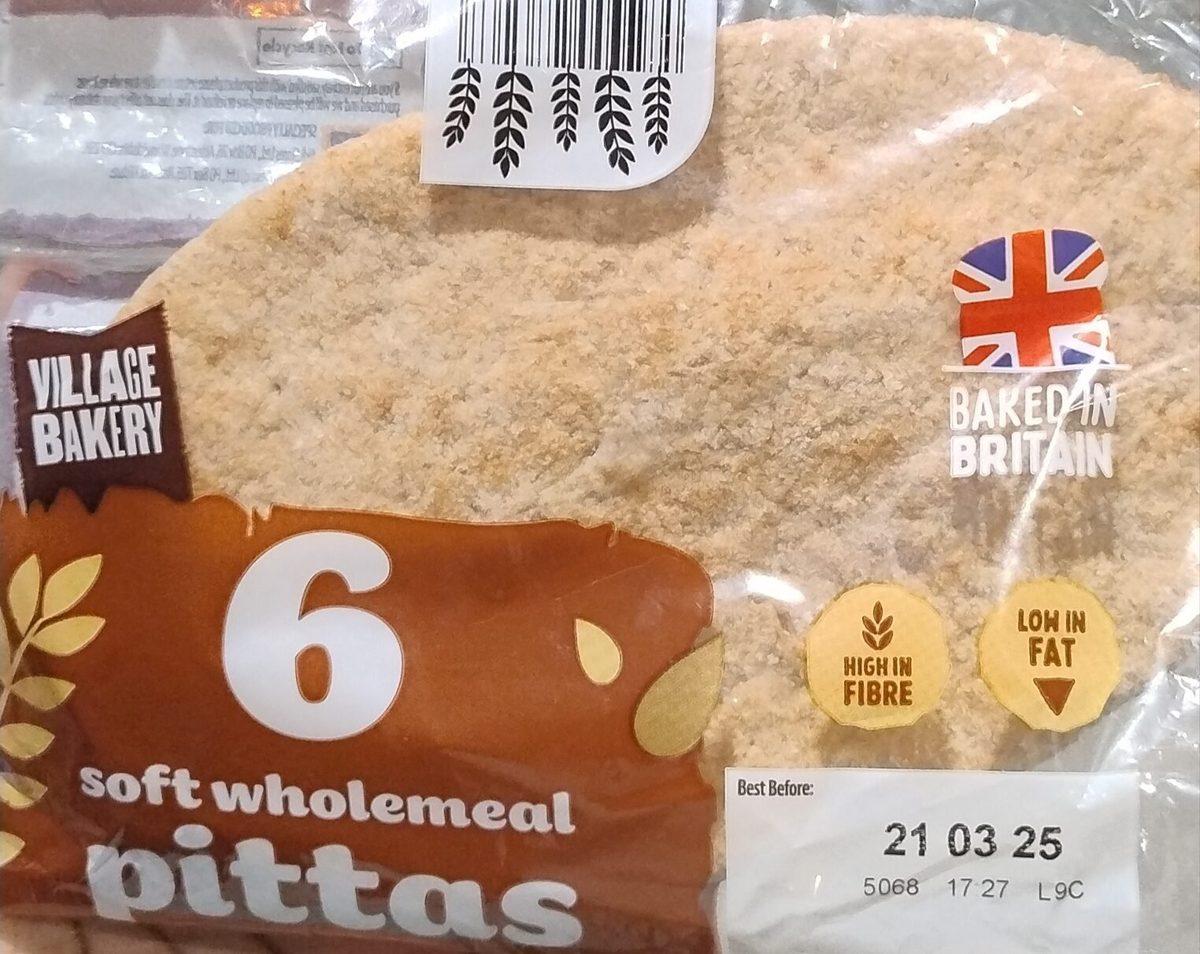 VILLAGE
BAKERY
BAKED IN
BRITAIN
6
soft wholemeal
pittas
HIGH IN
FIBRE
LOW IN
FAT
Best Before:
21 03 25
5068 17 27 L9C